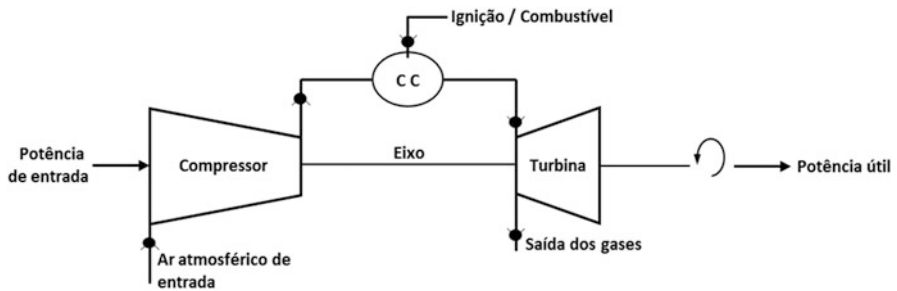 Ignição / Combustível
C C
Potência
de entrada
Compressor
Eixo
Turbina
Potência útil
Ar atmosférico de
entrada
Saída dos gases